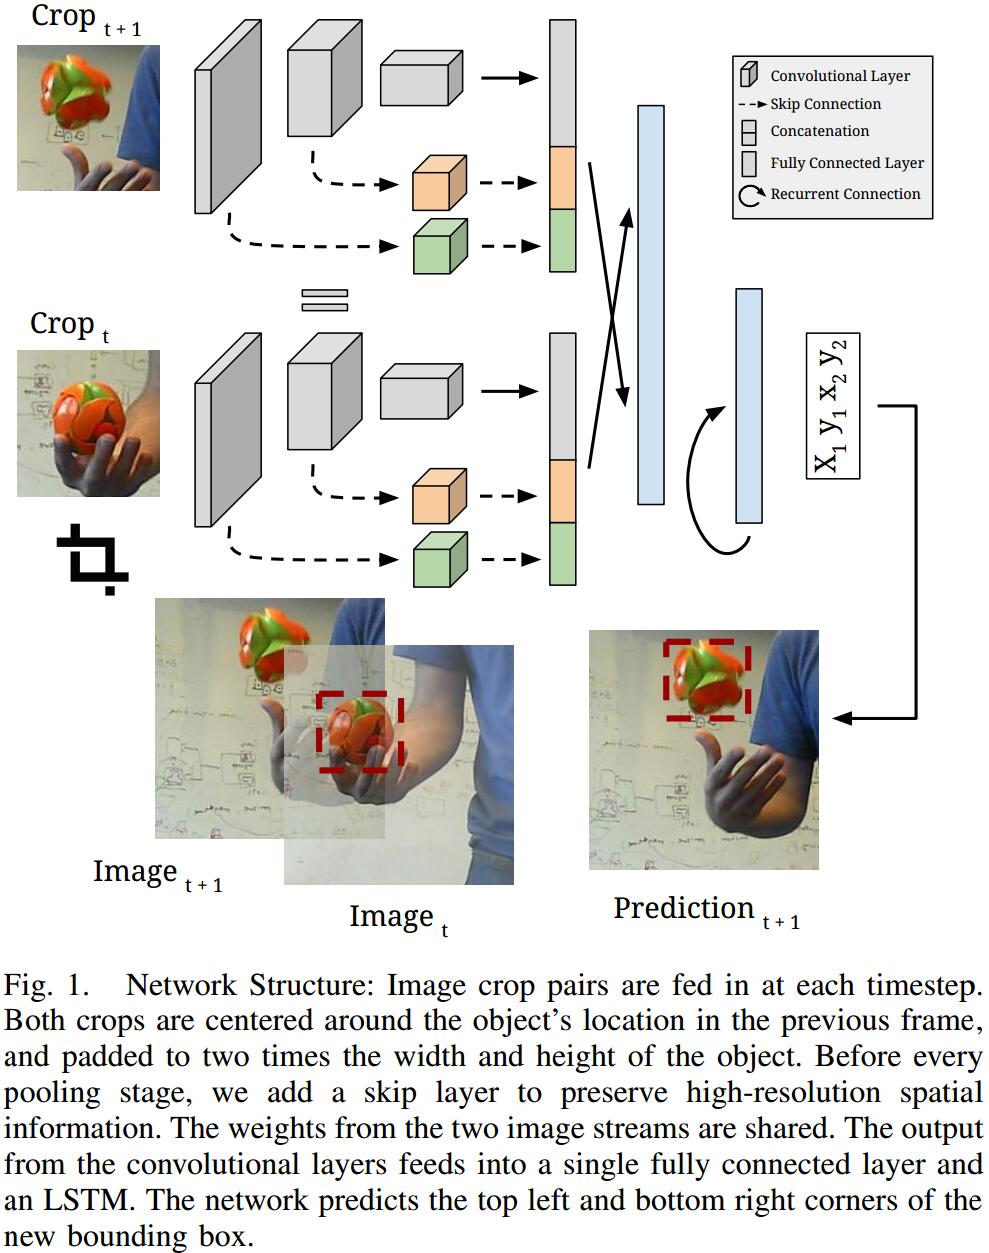 Crop t + 1
Convolutional Layer
Skip Connection
Concatenation
Fully Connected Layer
Recurrent Connection
Crop t
X1 y1 x2 y2
Image t + 1
Image t
Prediction t + 1
Fig. 1. Network Structure: Image crop pairs are fed in at each timestep.
Both crops are centered around the object's location in the previous frame,
and padded to two times the width and height of the object. Before every
pooling stage, we add a skip layer to preserve high-resolution spatial
information. The weights from the two image streams are shared. The output
from the convolutional layers feeds into a single fully connected layer and
an LSTM. The network predicts the top left and bottom right corners of the
new bounding box.